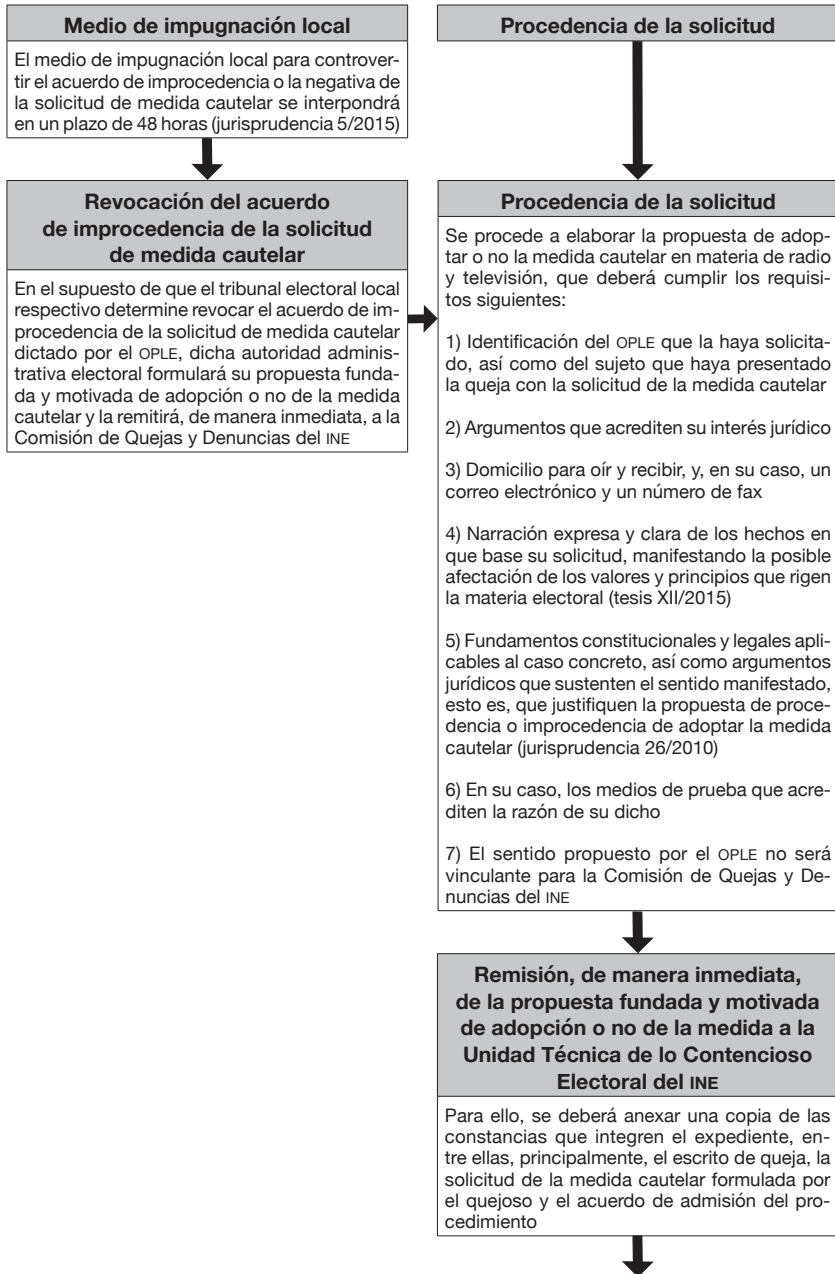 Medio de impugnación local
El medio de impugnación local para controver-
tir el acuerdo de improcedencia o la negativa de
la solicitud de medida cautelar se interpondrá
en un plazo de 48 horas (jurisprudencia 5/2015)
Revocación del acuerdo
de improcedencia de la solicitud
de medida cautelar
En el supuesto de que el tribunal electoral local
respectivo determine revocar el acuerdo de im-
procedencia de la solicitud de medida cautelar
dictado por el OPLE, dicha autoridad adminis-
trativa electoral formulará su propuesta funda-
da y motivada de adopción o no de la medida
cautelar y la remitirá, de manera inmediata, a la
Comisión de Quejas y Denuncias del INE
Procedencia de la solicitud
Procedencia de la solicitud
Se procede a elaborar la propuesta de adop-
tar o no la medida cautelar en materia de radio
y televisión, que deberá cumplir los requisi-
tos siguientes:
1) Identificación del OPLE que la haya solicita-
do, así como del sujeto que haya presentado
la queja con la solicitud de la medida cautelar
2) Argumentos que acrediten su interés jurídico
3) Domicilio para oír y recibir, y, en su caso, un
correo electrónico y un número de fax
4) Narración expresa y clara de los hechos en
que base su solicitud, manifestando la posible
afectación de los valores y principios que rigen
la materia electoral (tesis XII/2015)
5) Fundamentos constitucionales y legales apli-
cables al caso concreto, así como argumentos
jurídicos que sustenten el sentido manifestado,
esto es, que justifiquen la propuesta de proce-
dencia o improcedencia de adoptar la medida
cautelar (jurisprudencia 26/2010)
6) En su caso, los medios de prueba que acre-
diten la razón de su dicho
7) El sentido propuesto por el OPLE no será
vinculante para la Comisión de Quejas y De-
nuncias del INE
Remisión, de manera inmediata,
de la propuesta fundada y motivada
de adopción o no de la medida a la
Unidad Técnica de lo Contencioso
Electoral del INE
Para ello, se deberá anexar una copia de las
constancias que integren el expediente, en-
tre ellas, principalmente, el escrito de queja, la
solicitud de la medida cautelar formulada por
el quejoso y el acuerdo de admisión del pro-
cedimiento